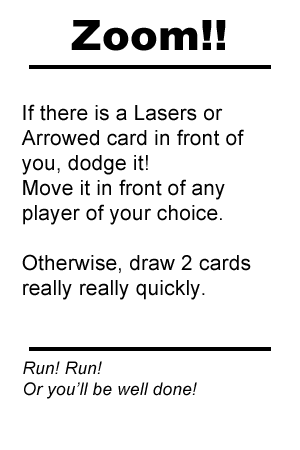 Zoom!!
If there is a Lasers or
Arrowed card in front of
you, dodge it!
Move it in front of any
player of your choice.
Otherwise, draw 2 cards
really really quickly.
Run! Run!
Or you'll be well done!